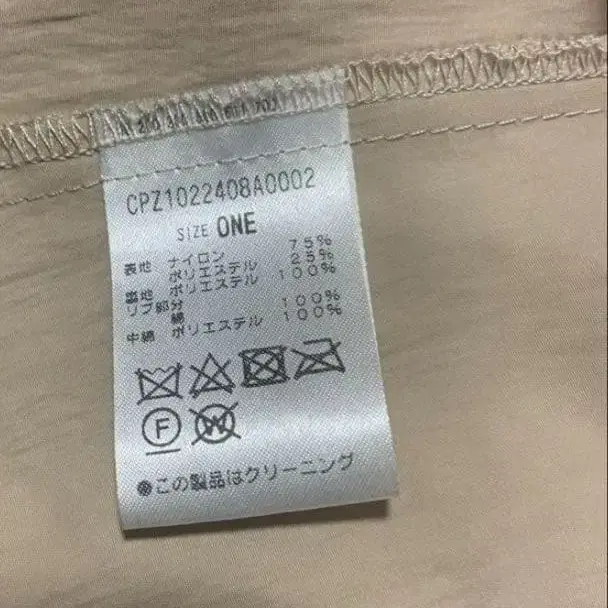 CPZ1022408A0002
SIZE ONE
表地 ナイロン 75%
ポリエステル 25%
裏地 ポリエステル 100%
リブ部分
綿 100%
中綿 ポリエステル 100%
F W
●この製品はクリーニング